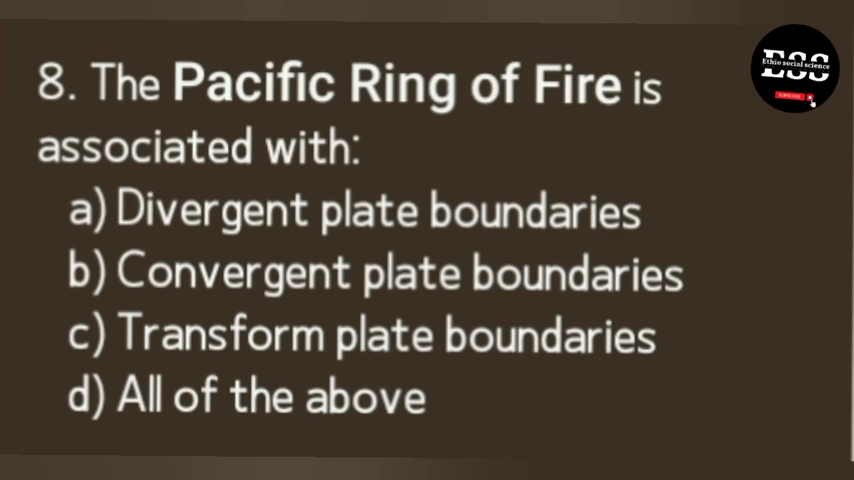 8. The Pacific Ring of Fire is
associated with:
a) Divergent plate boundaries
b) Convergent plate boundaries
c) Transform plate boundaries
d) All of the above
ESS
Ethio social science
SUBSCRIBE